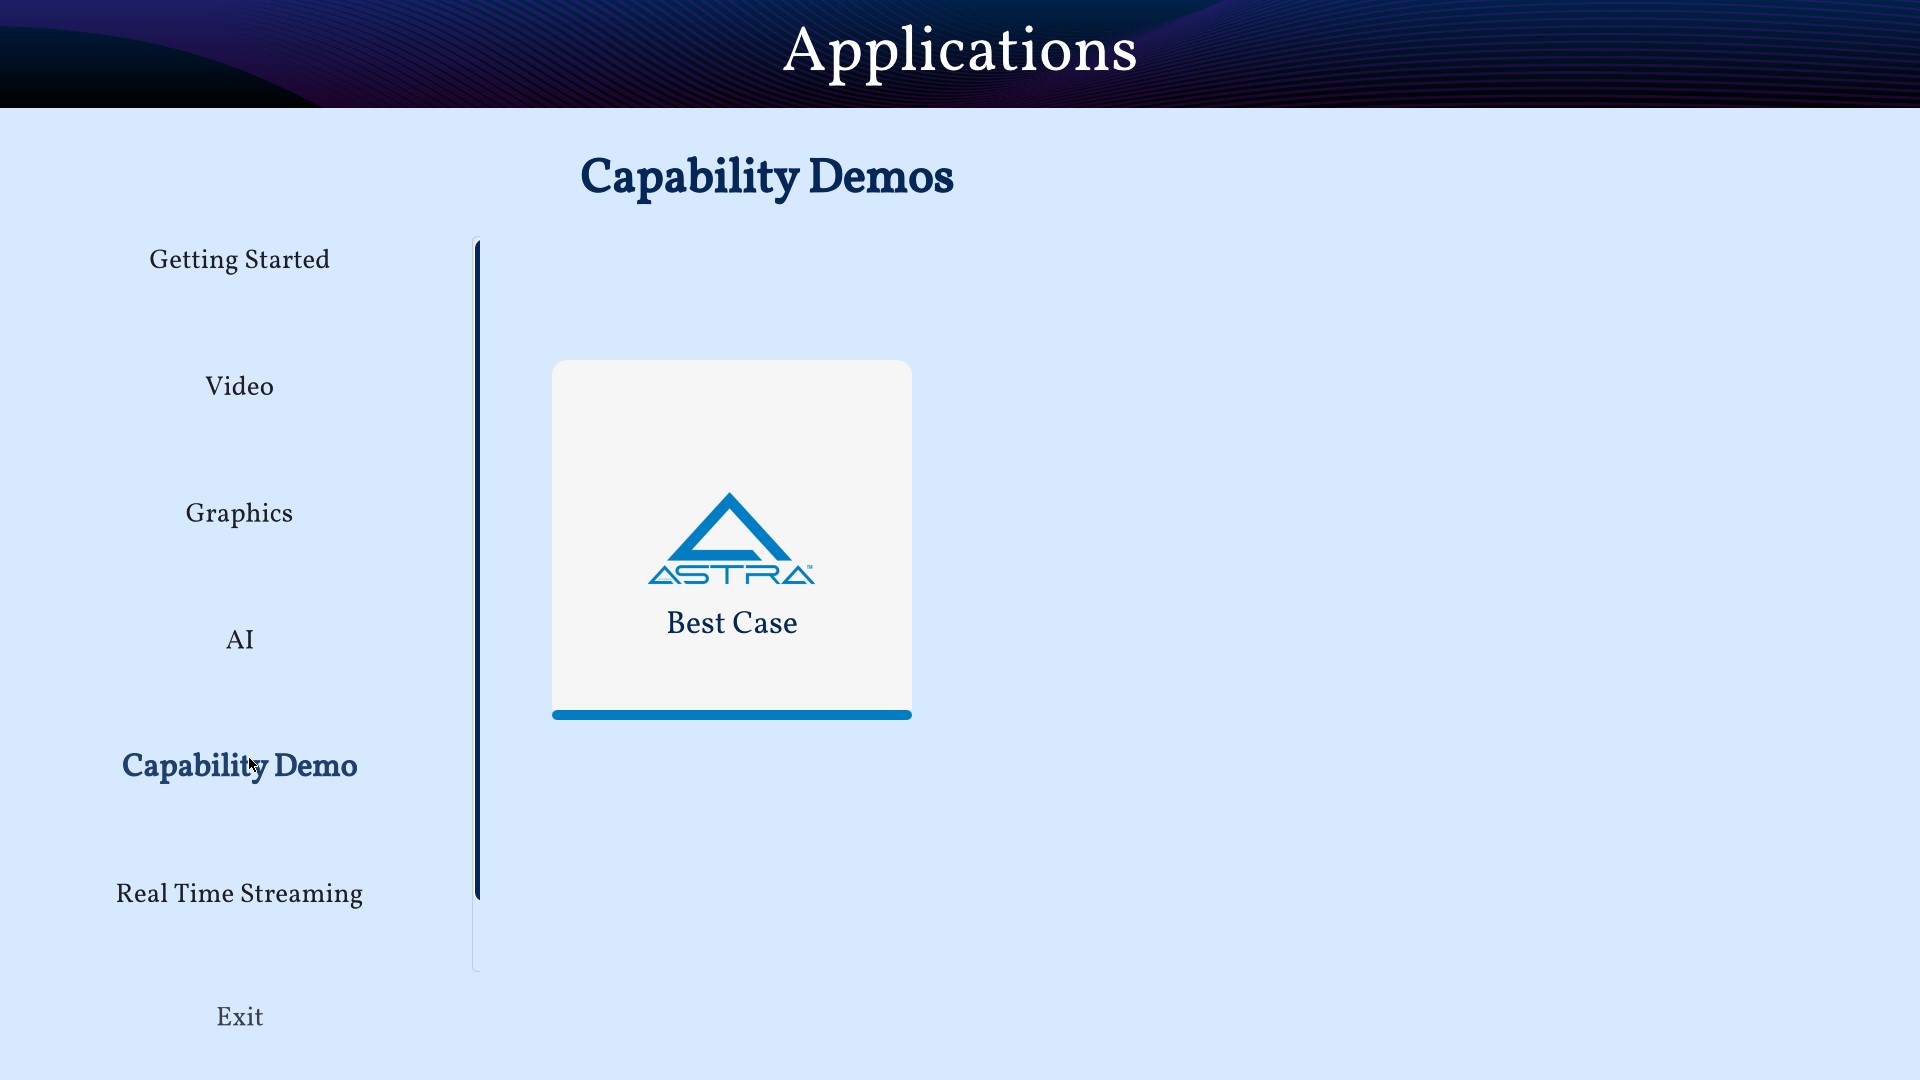 Applications
Capability Demos
Getting Started
Video
Graphics
AI
Capability Demo
Real Time Streaming
Exit
ASTRA™
Best Case